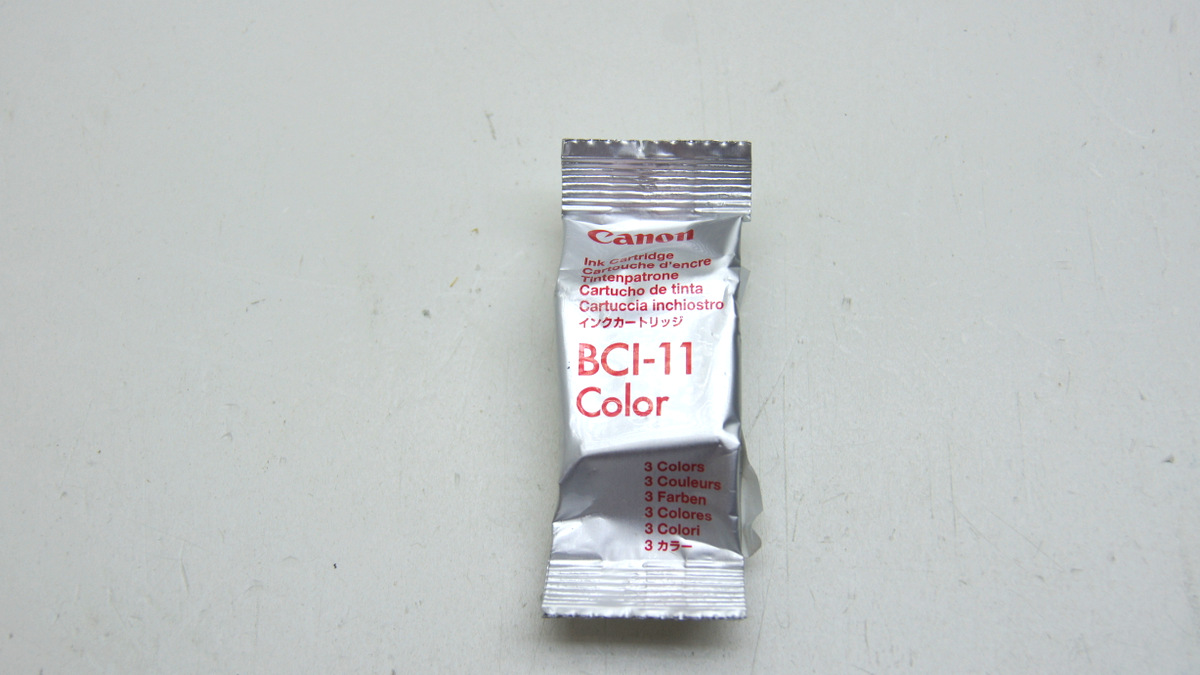 Canon
Ink Cartridge
Cartouche d'encre
Tintenpatrone
Cartucho de tinta
Cartuccia inchiostro
インクカートリッジ
BCI-11
Color
3 Colors
3 Couleurs
3 Farben
3 Colores
3 Colori
3 カラー